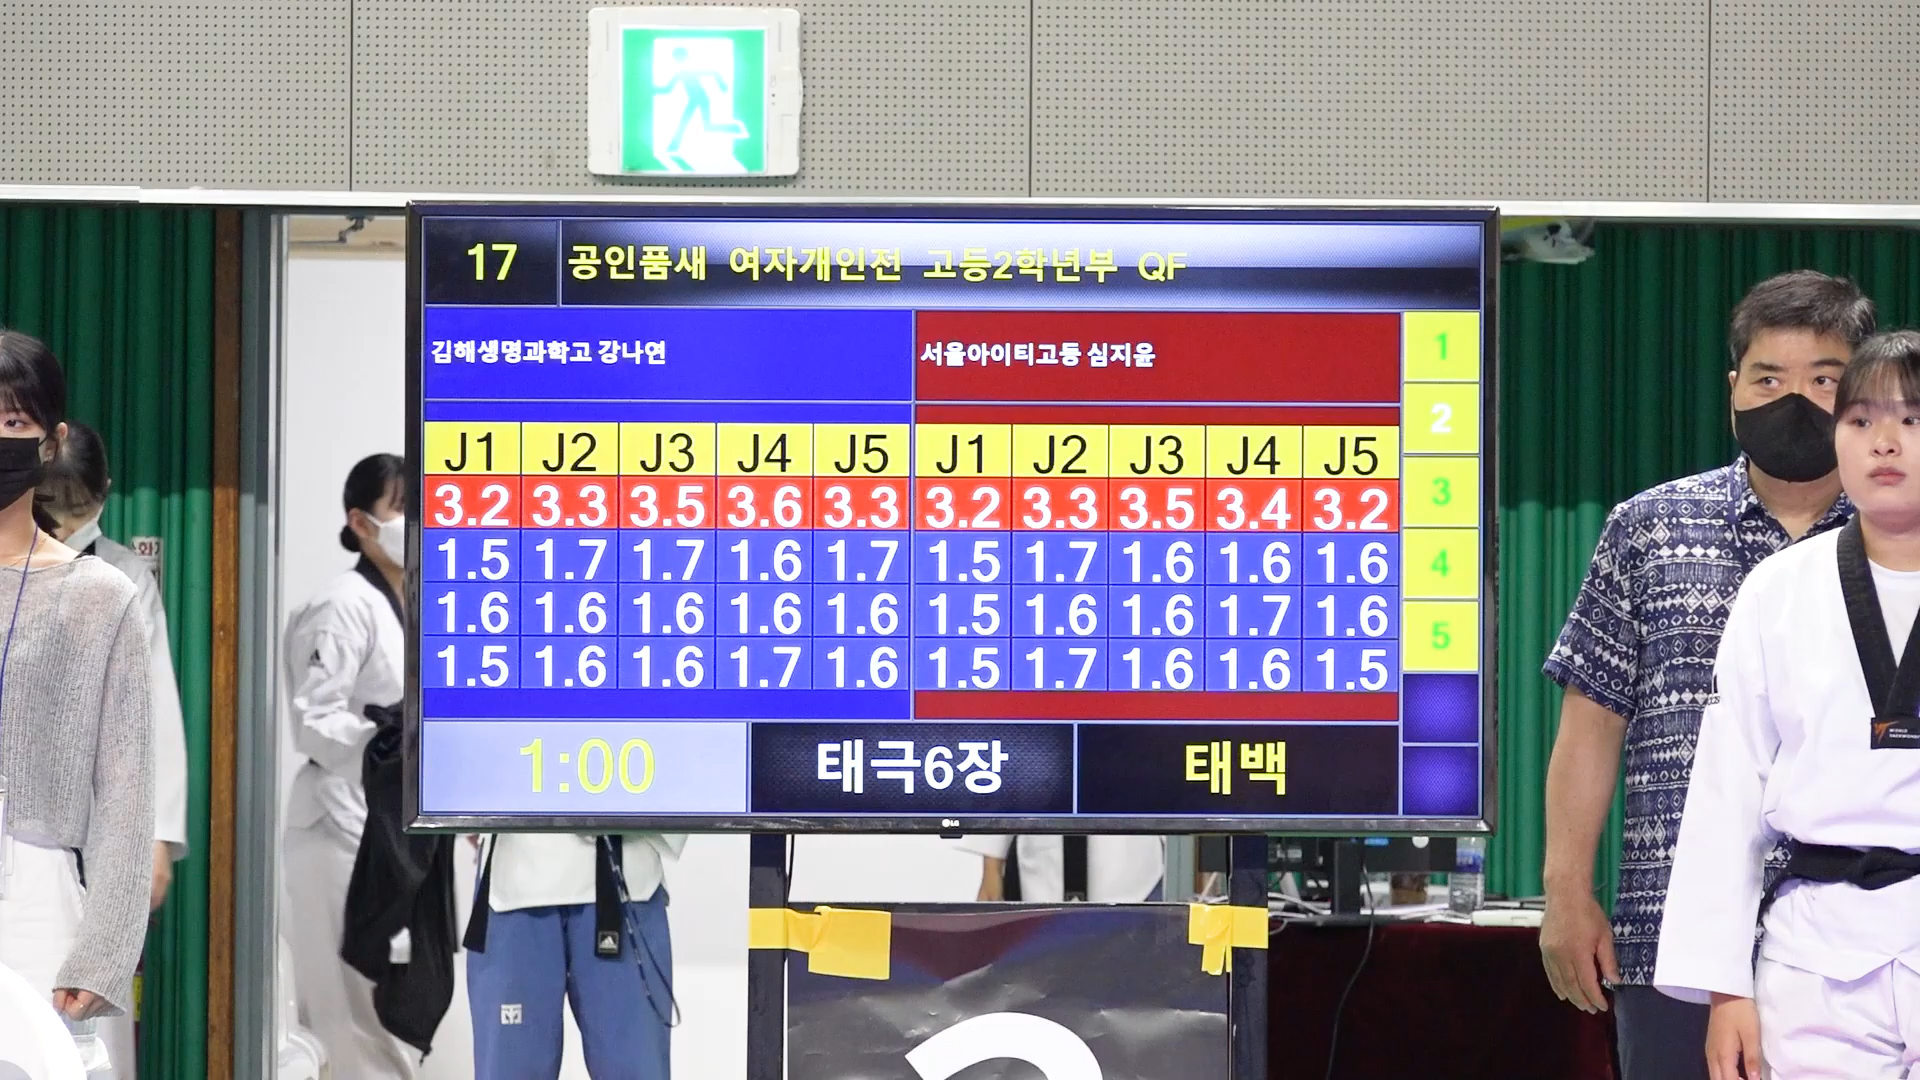 17 공인품새 여자개인전 고등2학년부 QF
김해생명과학고 강나연 서울아이티고등 심지윤
J1 J2 J3 J4 J5 J1 J2 J3 J4 J5
3.2 3.3 3.5 3.6 3.3 3.2 3.3 3.5 3.4 3.2
1.5 1.7 1.7 1.6 1.7 1.5 1.7 1.6 1.6 1.6
1.6 1.6 1.6 1.6 1.6 1.5 1.6 1.6 1.7 1.6
1.5 1.6 1.6 1.7 1.6 1.5 1.7 1.6 1.6 1.5
1
2
3
4
5
1:00 태극6장 태백
LG